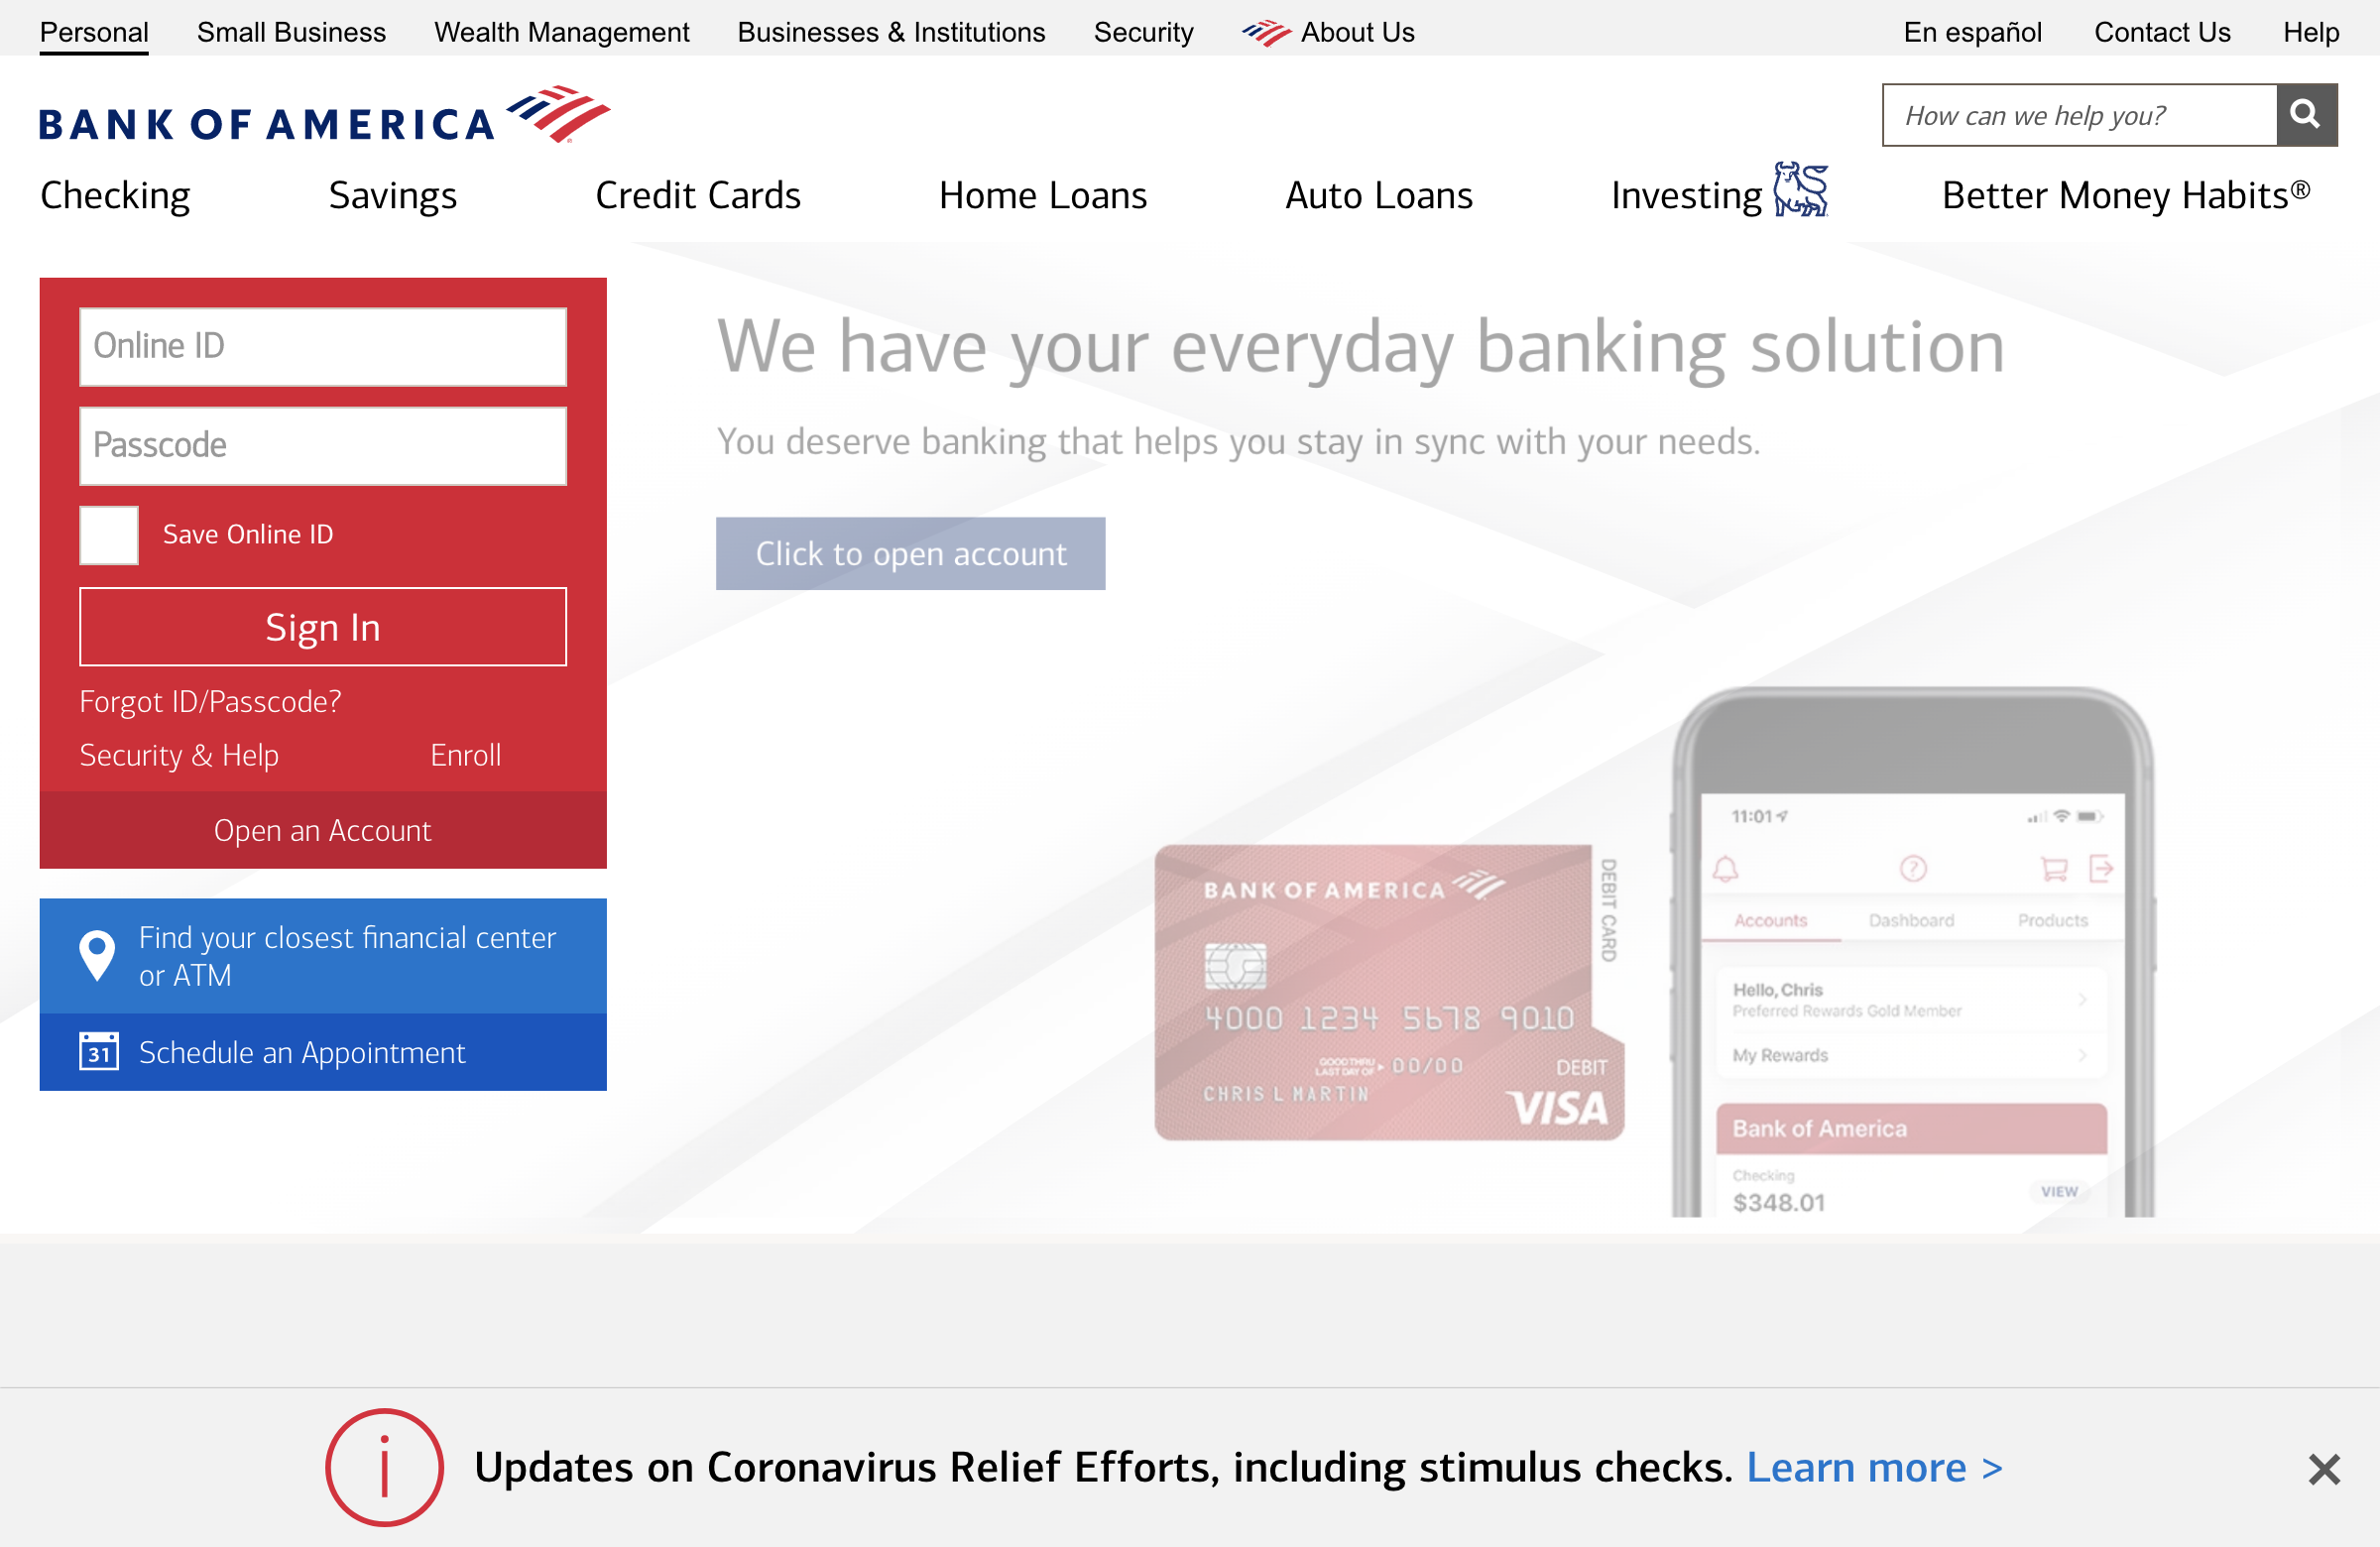 Personal Small Business Wealth Management Businesses & Institutions Security About Us En español Contact Us Help
BANK OF AMERICA
How can we help you?
Checking Savings Credit Cards Home Loans Auto Loans Investing Better Money Habits®
Online ID
Passcode
Save Online ID
Sign In
Forgot ID/Passcode?
Security & Help Enroll
Open an Account
Find your closest financial center
or ATM
31 Schedule an Appointment
We have your everyday banking solution
You deserve banking that helps you stay in sync with your needs.
Click to open account
BANK OF AMERICA
DEBIT CARD
4000 1234 5678 9010
GOOD THRU
LAST DAY OF 00/00
DEBIT
CHRIS L MARTIN
VISA
11:01
Accounts Dashboard Products
Hello, Chris
Preferred Rewards Gold Member
My Rewards
Bank of America
Checking
$348.01
VIEW
Updates on Coronavirus Relief Efforts, including stimulus checks. Learn more >